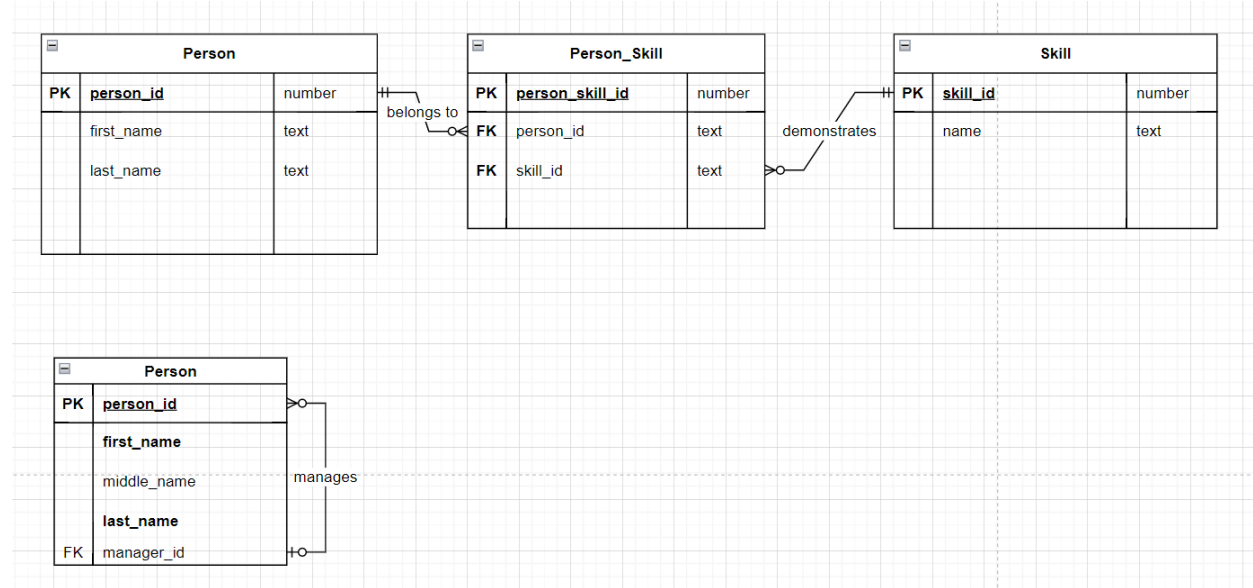 Person
PK person_id number
first_name text
last_name text
belongs to
Person_Skill
PK person_skill_id number
FK person_id text
FK skill_id text
demonstrates
Skill
PK skill_id number
name text
Person
PK person_id
first_name
middle_name
last_name
FK manager_id
manages